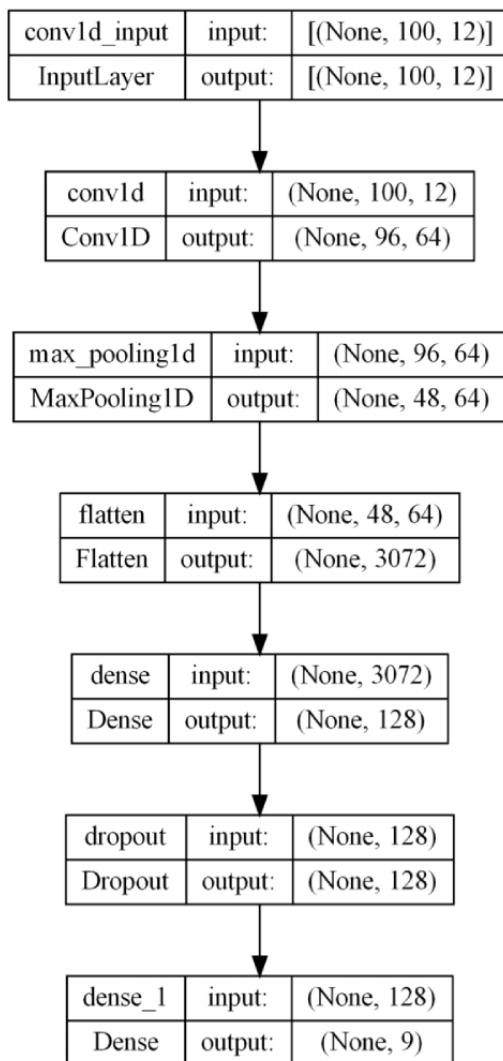 conv1d_input input: [(None, 100, 12)]
InputLayer output: [(None, 100, 12)]
conv1d input: (None, 100, 12)
Conv1D output: (None, 96, 64)
max_pooling1d input: (None, 96, 64)
MaxPooling1D output: (None, 48, 64)
flatten input: (None, 48, 64)
Flatten output: (None, 3072)
dense input: (None, 3072)
Dense output: (None, 128)
dropout input: (None, 128)
Dropout output: (None, 128)
dense_1 input: (None, 128)
Dense output: (None, 9)